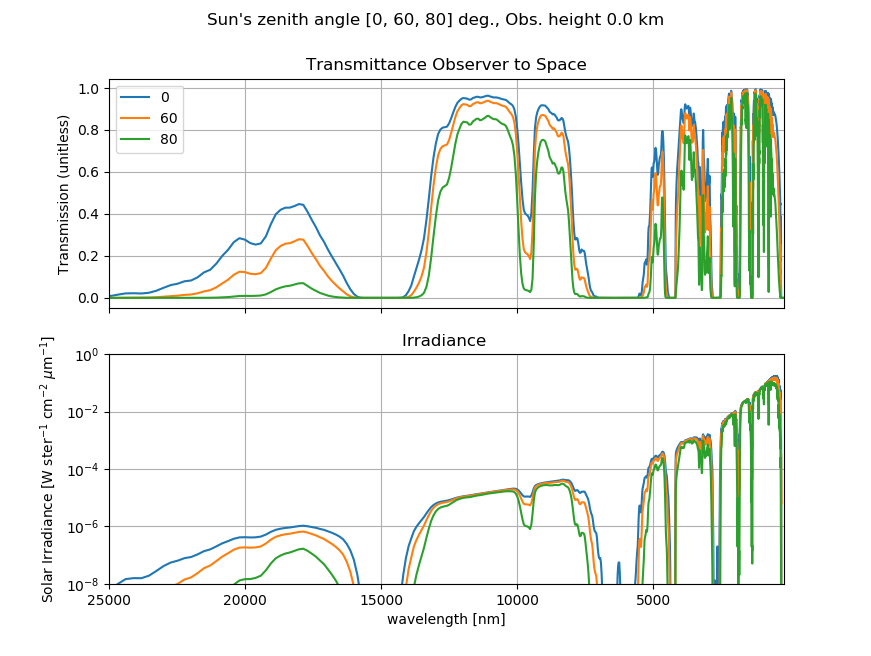 Sun's zenith angle [0, 60, 80] deg., Obs. height 0.0 km
Transmittance Observer to Space
Transmission (unitless)
1.0
0.8
0.6
0.4
0.2
0.0
0
60
80
Irradiance
Solar Irradiance [W ster⁻¹ cm⁻² μm⁻¹]
10⁰
10⁻²
10⁻⁴
10⁻⁶
10⁻⁸
25000 20000 15000 10000 5000
wavelength [nm]